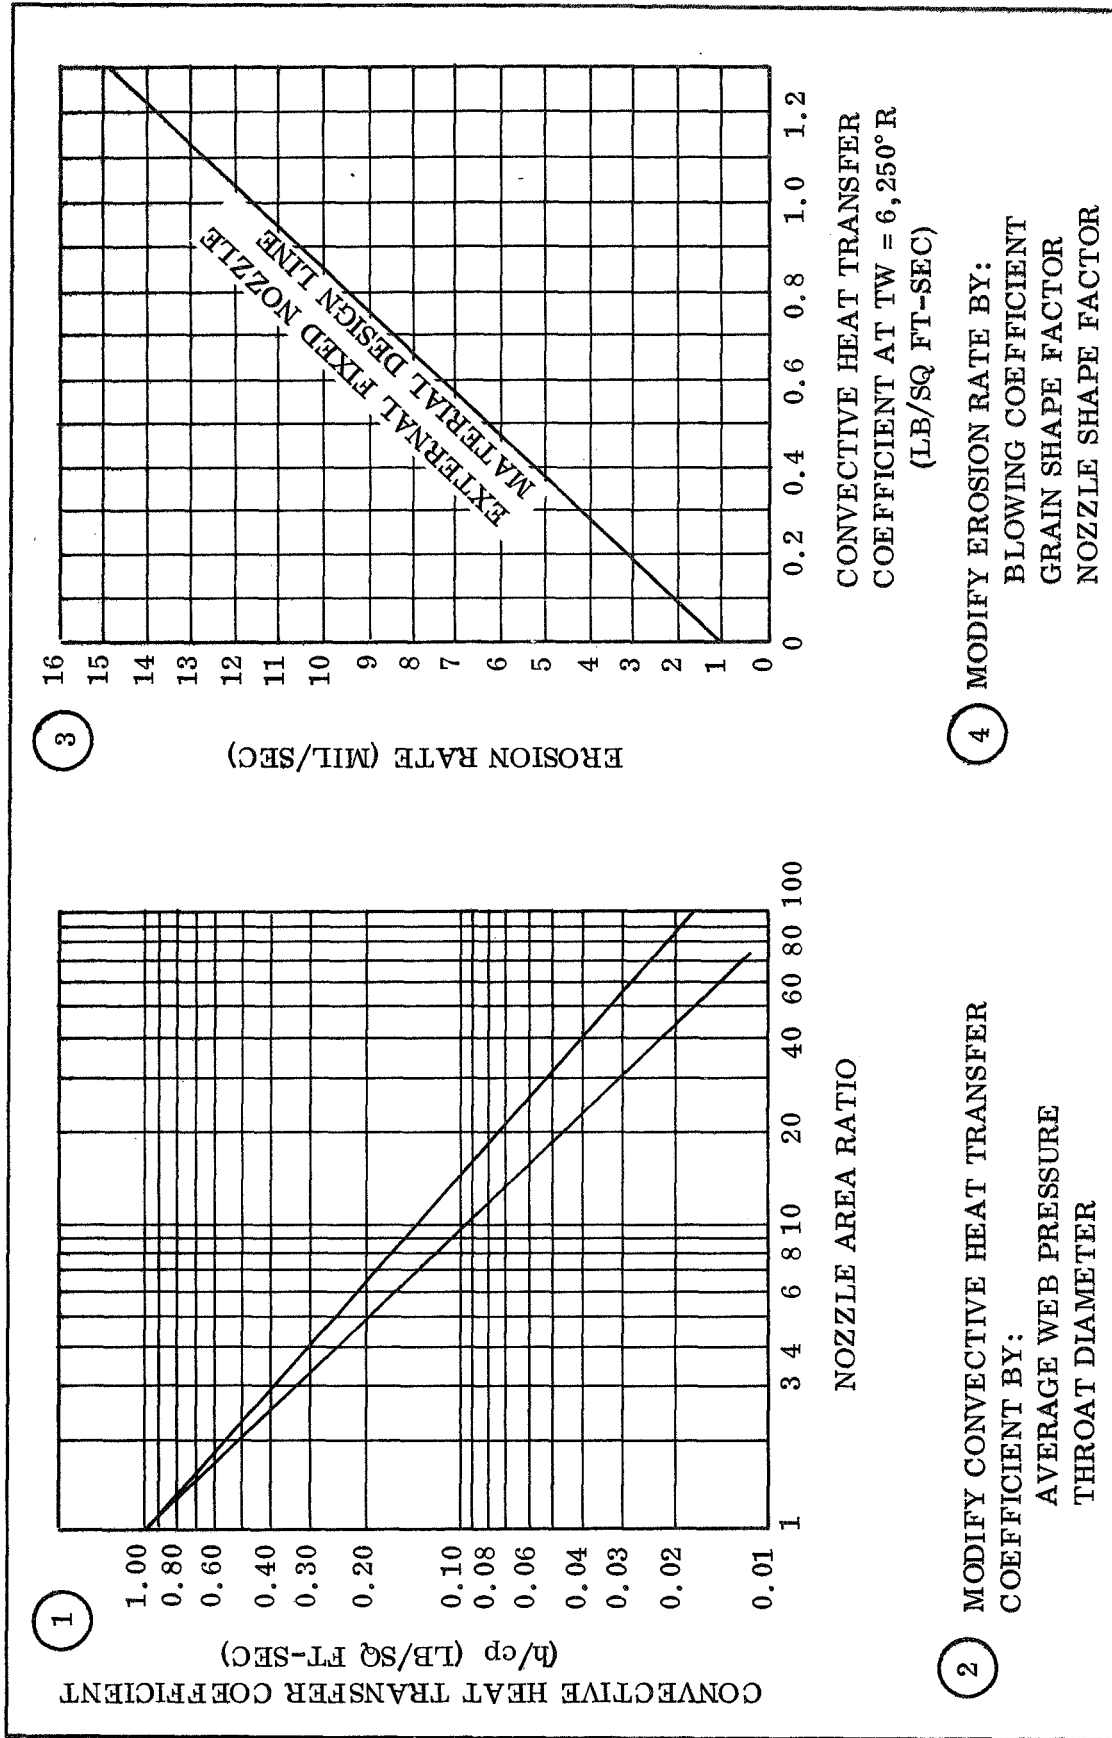 1
CONVECTIVE HEAT TRANSFER COEFFICIENT
(h/cp (LB/SQ FT-SEC)
1.00
0.80
0.60
0.40
0.30
0.20
0.10
0.08
0.06
0.04
0.03
0.02
0.01
1 3 4 6 8 10 20 40 60 80 100
NOZZLE AREA RATIO
2
MODIFY CONVECTIVE HEAT TRANSFER
COEFFICIENT BY:
AVERAGE WEB PRESSURE
THROAT DIAMETER
3
EROSION RATE (MIL/SEC)
16
15
14
13
12
11
10
9
8
7
6
5
4
3
2
1
0
EXTERNAL FIXED NOZZLE
MATERIAL DESIGN LINE
0 0.2 0.4 0.6 0.8 1.0 1.2
CONVECTIVE HEAT TRANSFER
COEFFICIENT AT TW = 6,250°R
(LB/SQ FT-SEC)
4
MODIFY EROSION RATE BY:
BLOWING COEFFICIENT
GRAIN SHAPE FACTOR
NOZZLE SHAPE FACTOR